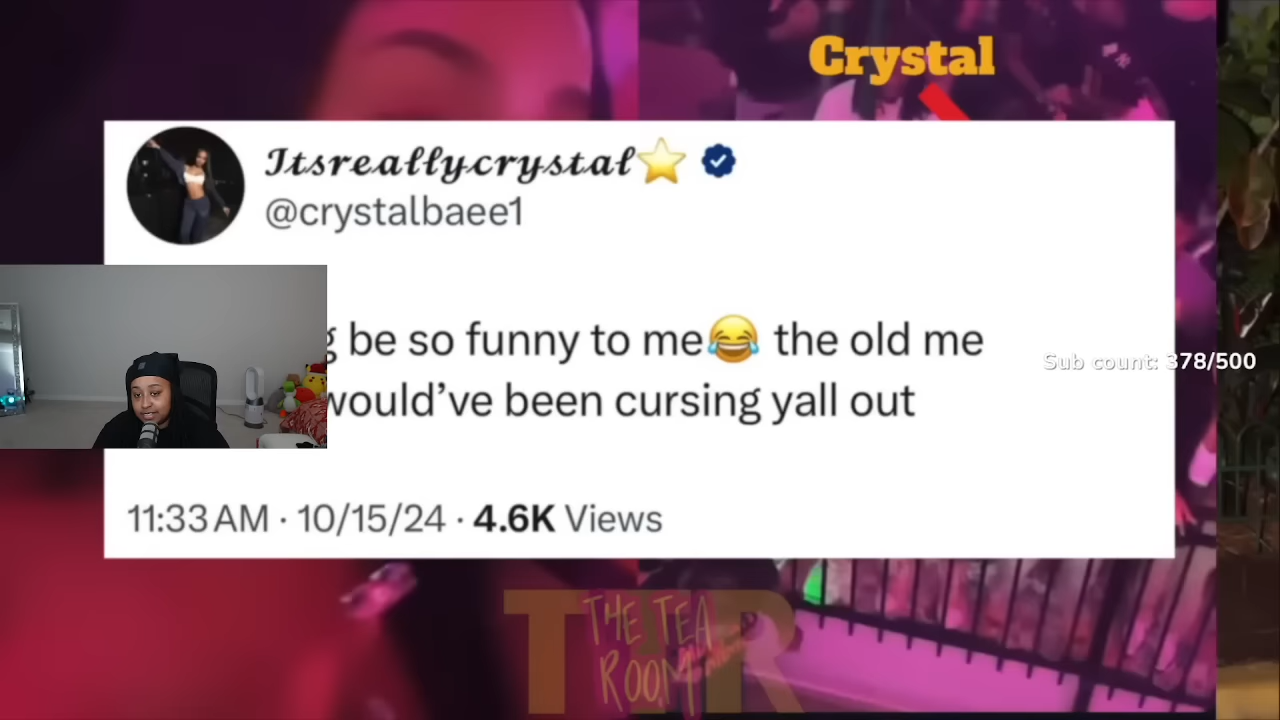 Crystal
Itsreallycrystal⭐
@crystalbaee1
be so funny to me😂 the old me
would’ve been cursing yall out
Sub count: 378/500
11:33 AM · 10/15/24 · 4.6K Views
THE TEA
ROOM